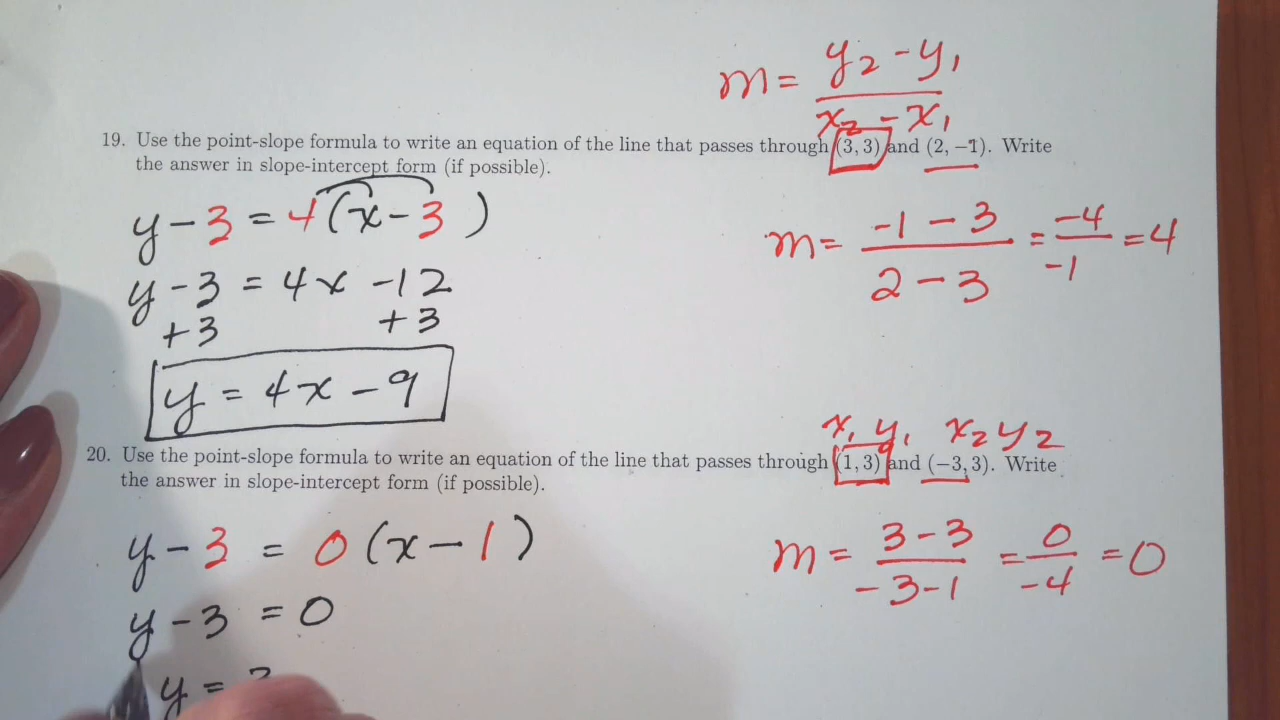 m = y₂ - y₁ / x₂ - x₁
19. Use the point-slope formula to write an equation of the line that passes through (3, 3) and (2, −1). Write
the answer in slope-intercept form (if possible).
y - 3 = 4(x - 3)
m = -1 - 3 / 2 - 3 = -4 / -1 = 4
y - 3 = 4x - 12
+3 +3
y = 4x - 9
x₁ y₁ x₂ y₂
20. Use the point-slope formula to write an equation of the line that passes through (1, 3) and (−3, 3). Write
the answer in slope-intercept form (if possible).
y - 3 = 0(x - 1)
m = 3 - 3 / -3 - 1 = 0 / -4 = 0
y - 3 = 0
y =